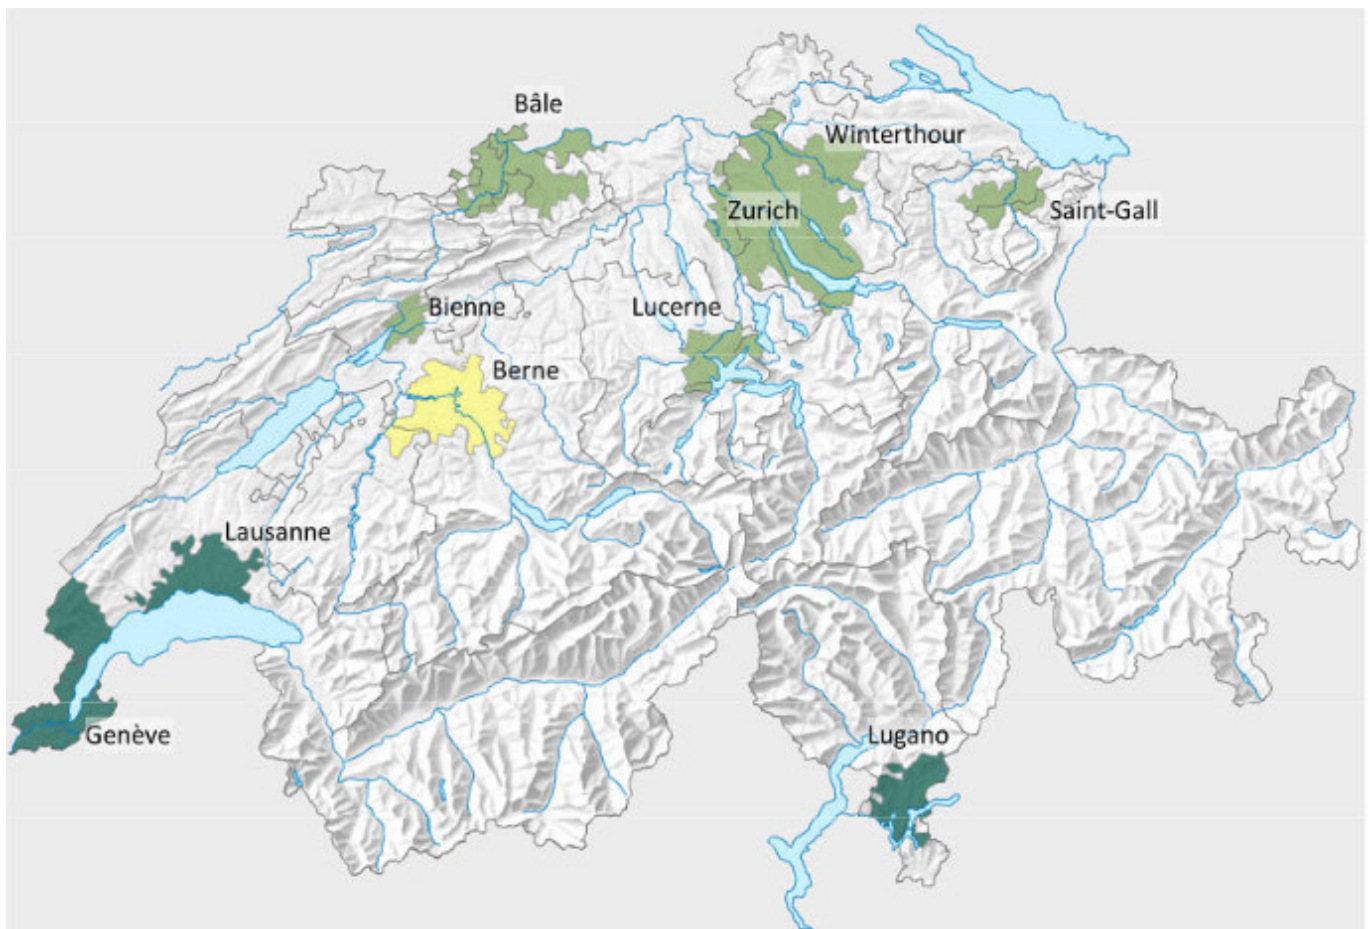 Bâle
Winterthour
Zurich
Saint-Gall
Bienne
Lucerne
Berne
Lausanne
Genève
Lugano